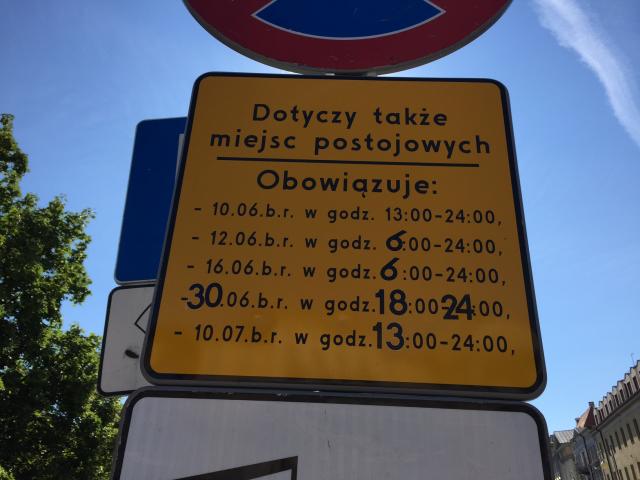 Dotyczy także
miejsc postojowych
Obowiązuje:
- 10.06.b.r. w godz. 13:00-24:00,
- 12.06.b.r. w godz. 6:00-24:00,
- 16.06.b.r. w godz. 6:00-24:00,
-30.06.b.r. w godz.18:00-24:00,
- 10.07.b.r. w godz.13:00-24:00,